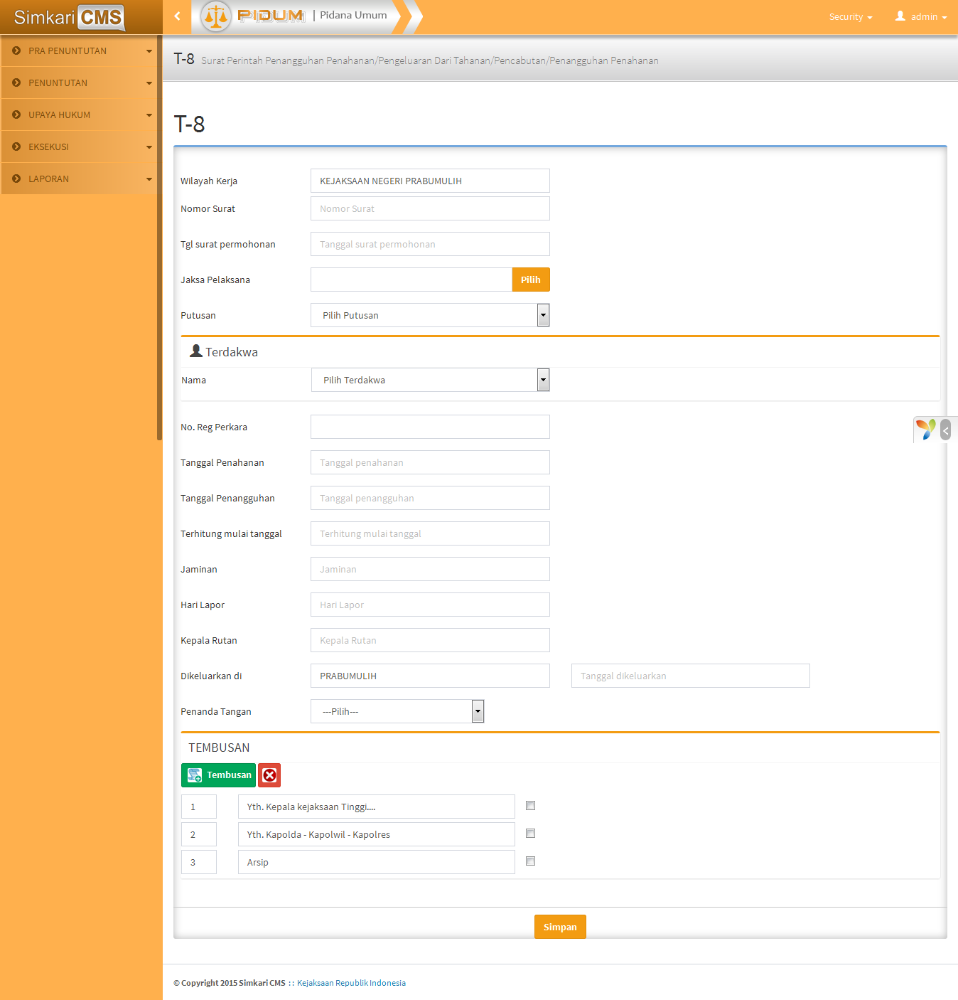 Simkari CMS
PIDUM | Pidana Umum
Security
admin
PRA PENUNTUTAN
PENUNTUTAN
UPAYA HUKUM
EKSEKUSI
LAPORAN
T-8 Surat Perintah Penangguhan Penahanan/Pengeluaran Dari Tahanan/Pencabutan/Penangguhan Penahanan
T-8
Wilayah Kerja KEJAKSAAN NEGERI PRABUMULIH
Nomor Surat Nomor Surat
Tgl surat permohonan Tanggal surat permohonan
Jaksa Pelaksana Pilih
Putusan Pilih Putusan
Terdakwa
Nama Pilih Terdakwa
No. Reg Perkara
Tanggal Penahanan Tanggal penahanan
Tanggal Penangguhan Tanggal penangguhan
Terhitung mulai tanggal Terhitung mulai tanggal
Jaminan Jaminan
Hari Lapor Hari Lapor
Kepala Rutan Kepala Rutan
Dikeluarkan di PRABUMULIH Tanggal dikeluarkan
Penanda Tangan ---Pilih---
TEMBUSAN
Tembusan
1 Yth. Kepala kejaksaan Tinggi....
2 Yth. Kapolda - Kapolwil - Kapolres
3 Arsip
Simpan
© Copyright 2015 Simkari CMS :: Kejaksaan Republik Indonesia